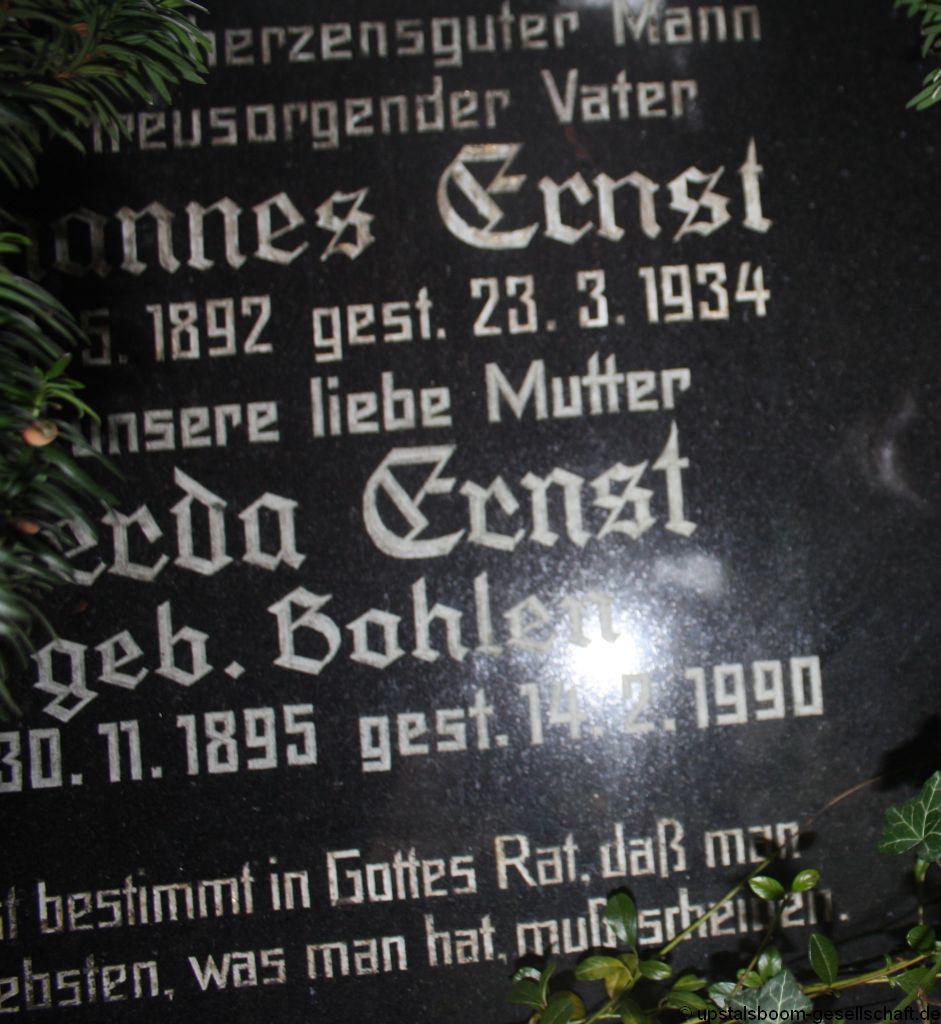 herzensguter Mann
treusorgender Vater
annes Ernst
5. 1892 gest. 23. 3. 1934
unsere liebe Mutter
erda Ernst
geb. Bohlen
30. 11. 1895 gest. 14. 2. 1990
t bestimmt in Gottes Rat, daß man
ebsten, was man hat, muß scheiden.
© upstalsboom-gesellschaft.de